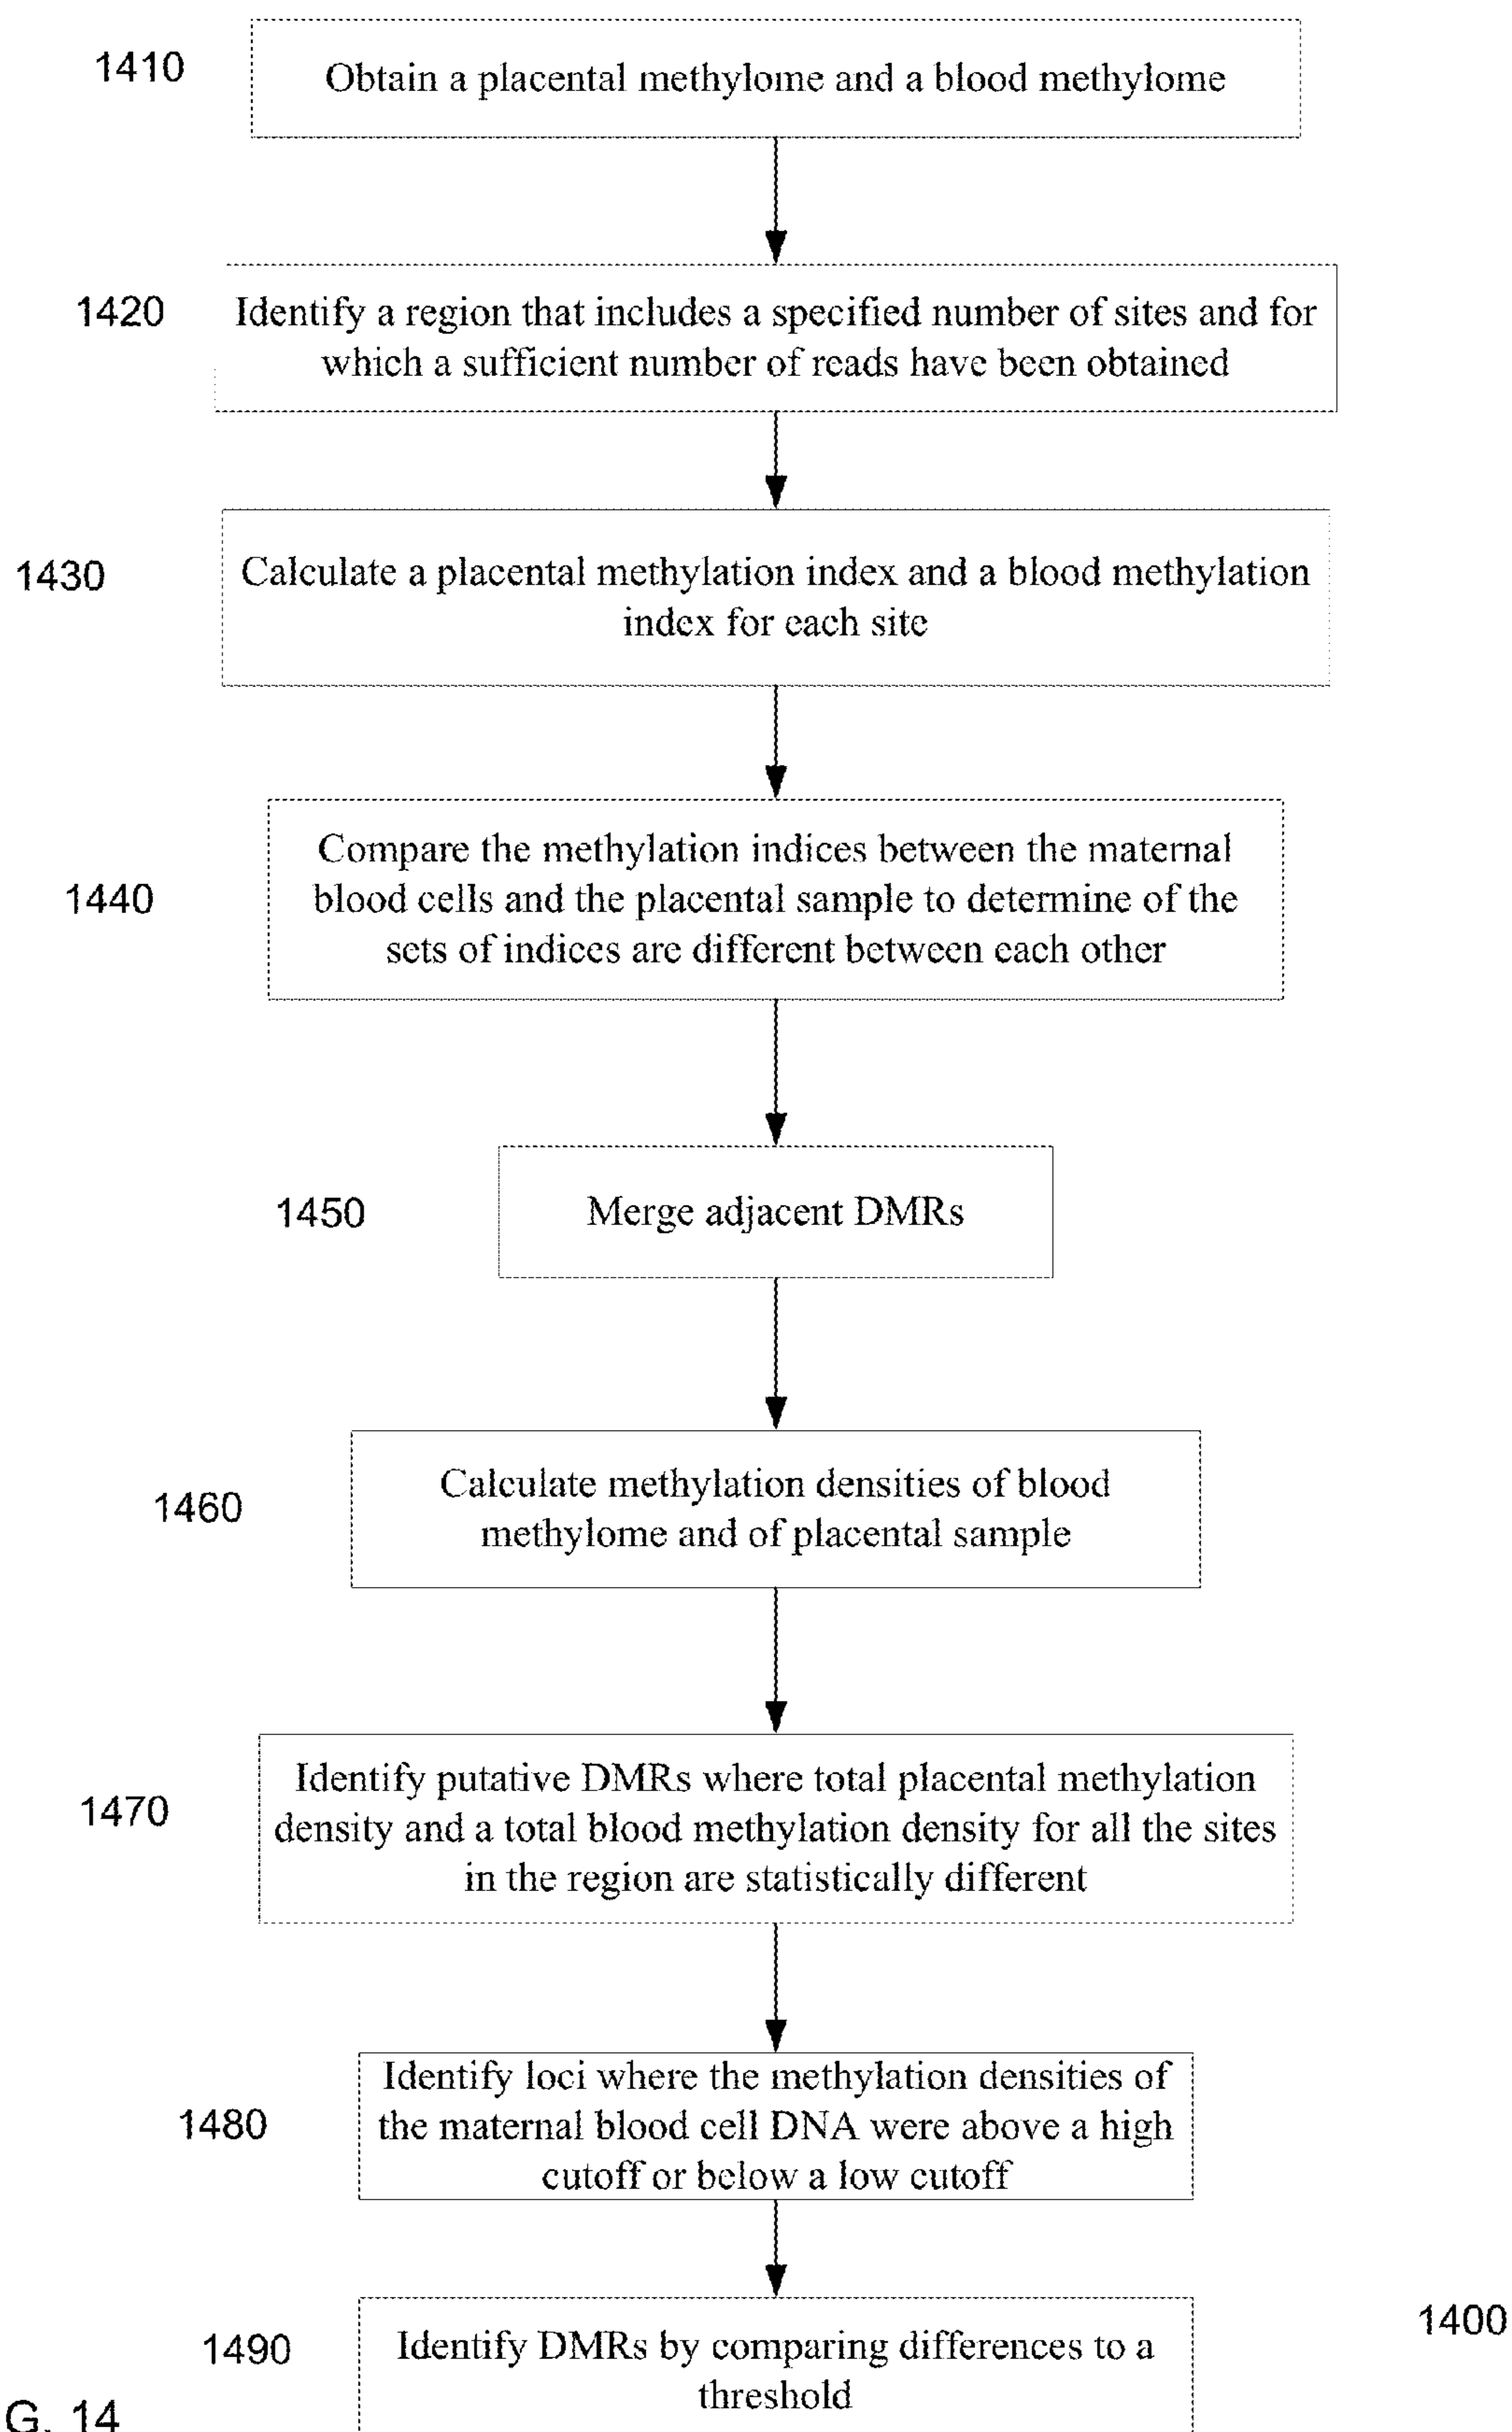 1410
Obtain a placental methylome and a blood methylome
1420
Identify a region that includes a specified number of sites and for
which a sufficient number of reads have been obtained
1430
Calculate a placental methylation index and a blood methylation
index for each site
1440
Compare the methylation indices between the maternal
blood cells and the placental sample to determine of the
sets of indices are different between each other
1450
Merge adjacent DMRs
1460
Calculate methylation densities of blood
methylome and of placental sample
1470
Identify putative DMRs where total placental methylation
density and a total blood methylation density for all the sites
in the region are statistically different
1480
Identify loci where the methylation densities of
the maternal blood cell DNA were above a high
cutoff or below a low cutoff
1490
Identify DMRs by comparing differences to a
threshold
1400
G. 14